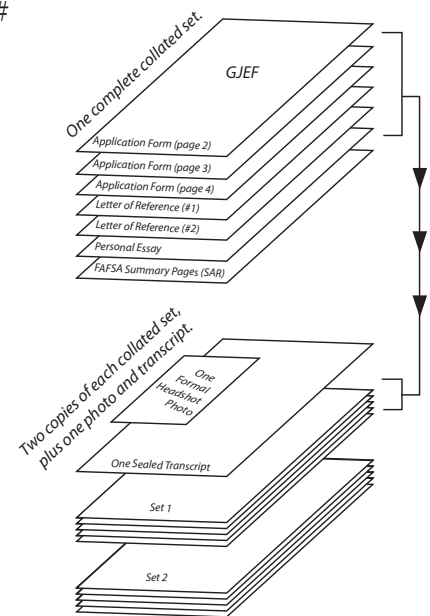 #
One complete collated set.
GJEF
Application Form (page 2)
Application Form (page 3)
Application Form (page 4)
Letter of Reference (#1)
Letter of Reference (#2)
Personal Essay
FAFSA Summary Pages (SAR)
Two copies of each collated set,
plus one photo and transcript.
One
Formal
Headshot
Photo
One Sealed Transcript
Set 1
Set 2